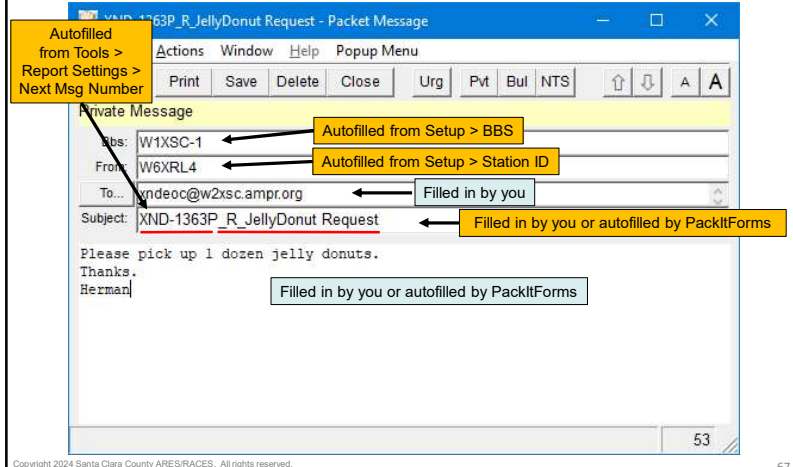 XND-1363P_R_JellyDonut Request - Packet Message
Autofilled
from Tools >
Report Settings >
Next Msg Number
Actions Window Help Popup Menu
Print Save Delete Close Urg Pvt Bul NTS A A
Private Message
Bbs: W1XSC-1
Autofilled from Setup > BBS
From: W6XRL4
Autofilled from Setup > Station ID
To... xndeoc@w2xsc.ampr.org
Filled in by you
Subject: XND-1363P_R_JellyDonut Request
Filled in by you or autofilled by PackItForms
Please pick up 1 dozen jelly donuts.
Thanks.
Herman
Filled in by you or autofilled by PackItForms
53
Copyright 2024 Santa Clara County ARES/RACES. All rights reserved.
67